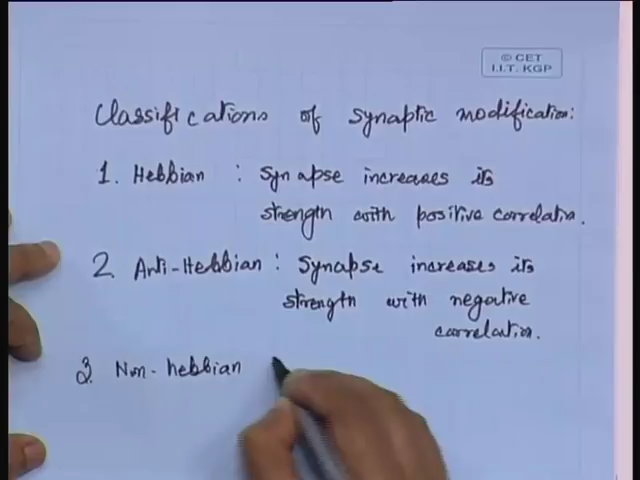 © CET
I.I.T. KGP
Classifications of synaptic modification:
1. Hebbian : Synapse increases its
strength with positive correlation.
2. Anti-Hebbian : Synapse increases its
strength with negative
correlation.
3. Non-hebbian